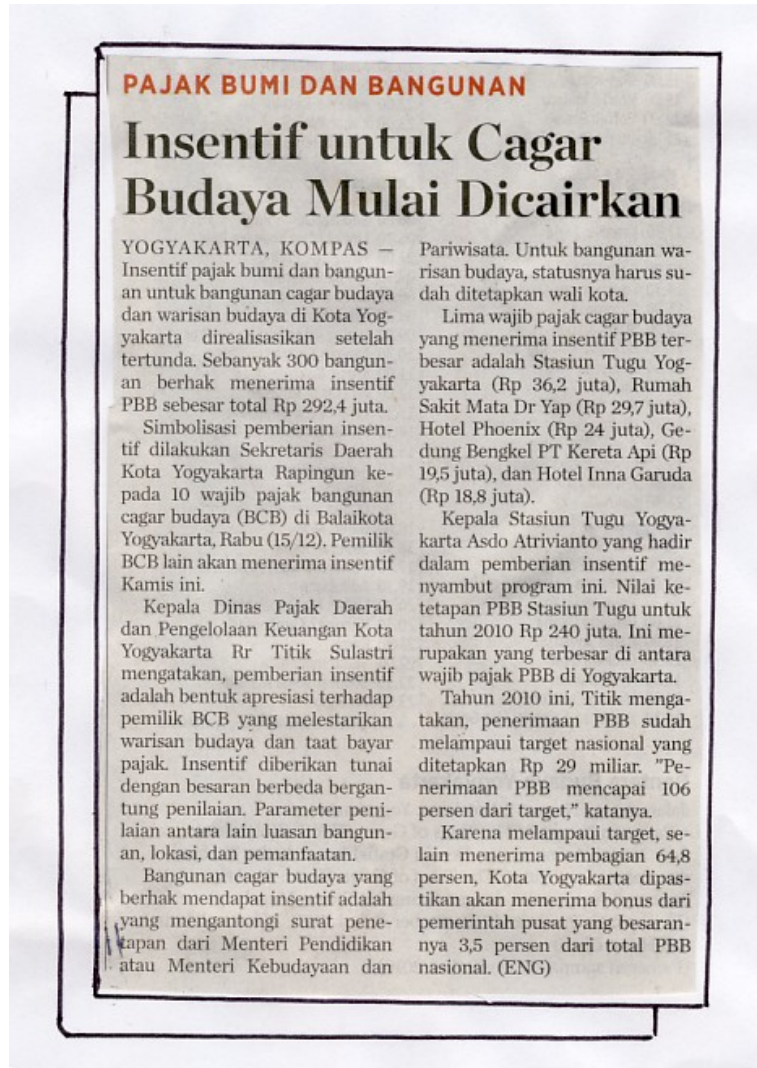 PAJAK BUMI DAN BANGUNAN
Insentif untuk Cagar
Budaya Mulai Dicairkan
YOGYAKARTA, KOMPAS —
Insentif pajak bumi dan bangun-
an untuk bangunan cagar budaya
dan warisan budaya di Kota Yog-
yakarta direalisasikan setelah
tertunda. Sebanyak 300 bangun-
an berhak menerima insentif
PBB sebesar total Rp 292,4 juta.
Simbolisasi pemberian insen-
tif dilakukan Sekretaris Daerah
Kota Yogyakarta Rapingun ke-
pada 10 wajib pajak bangunan
cagar budaya (BCB) di Balaikota
Yogyakarta, Rabu (15/12). Pemilik
BCB lain akan menerima insentif
Kamis ini.
Kepala Dinas Pajak Daerah
dan Pengelolaan Keuangan Kota
Yogyakarta Rr Titik Sulastri
mengatakan, pemberian insentif
adalah bentuk apresiasi terhadap
pemilik BCB yang melestarikan
warisan budaya dan taat bayar
pajak. Insentif diberikan tunai
dengan besaran berbeda bergan-
tung penilaian. Parameter peni-
laian antara lain luasan bangun-
an, lokasi, dan pemanfaatan.
Bangunan cagar budaya yang
berhak mendapat insentif adalah
yang mengantongi surat pene-
tapan dari Menteri Pendidikan
atau Menteri Kebudayaan dan
Pariwisata. Untuk bangunan wa-
risan budaya, statusnya harus su-
dah ditetapkan wali kota.
Lima wajib pajak cagar budaya
yang menerima insentif PBB ter-
besar adalah Stasiun Tugu Yog-
yakarta (Rp 36,2 juta), Rumah
Sakit Mata Dr Yap (Rp 29,7 juta),
Hotel Phoenix (Rp 24 juta), Ge-
dung Bengkel PT Kereta Api (Rp
19,5 juta), dan Hotel Inna Garuda
(Rp 18,8 juta).
Kepala Stasiun Tugu Yogya-
karta Asdo Atrivianto yang hadir
dalam pemberian insentif me-
nyambut program ini. Nilai ke-
tetapan PBB Stasiun Tugu untuk
tahun 2010 Rp 240 juta. Ini me-
rupakan yang terbesar di antara
wajib pajak PBB di Yogyakarta.
Tahun 2010 ini, Titik menga-
takan, penerimaan PBB sudah
melampaui target nasional yang
ditetapkan Rp 29 miliar. "Pe-
nerimaan PBB mencapai 106
persen dari target," katanya.
Karena melampaui target, se-
lain menerima pembagian 64,8
persen, Kota Yogyakarta dipas-
tikan akan menerima bonus dari
pemerintah pusat yang besaran-
nya 3,5 persen dari total PBB
nasional. (ENG)